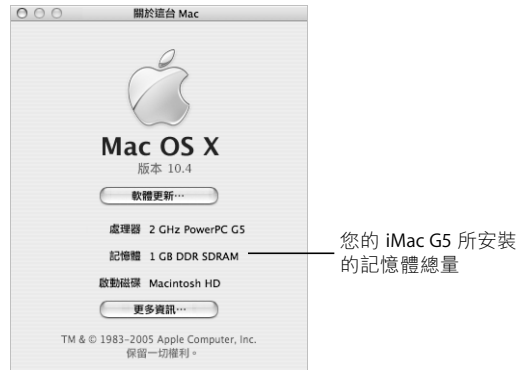 關於這台 Mac
Mac OS X
版本 10.4
軟體更新⋯
處理器 2 GHz PowerPC G5
記憶體 1 GB DDR SDRAM
您的 iMac G5 所安裝
的記憶體總量
啟動磁碟 Macintosh HD
更多資訊⋯
TM & © 1983-2005 Apple Computer, Inc.
保留一切權利。